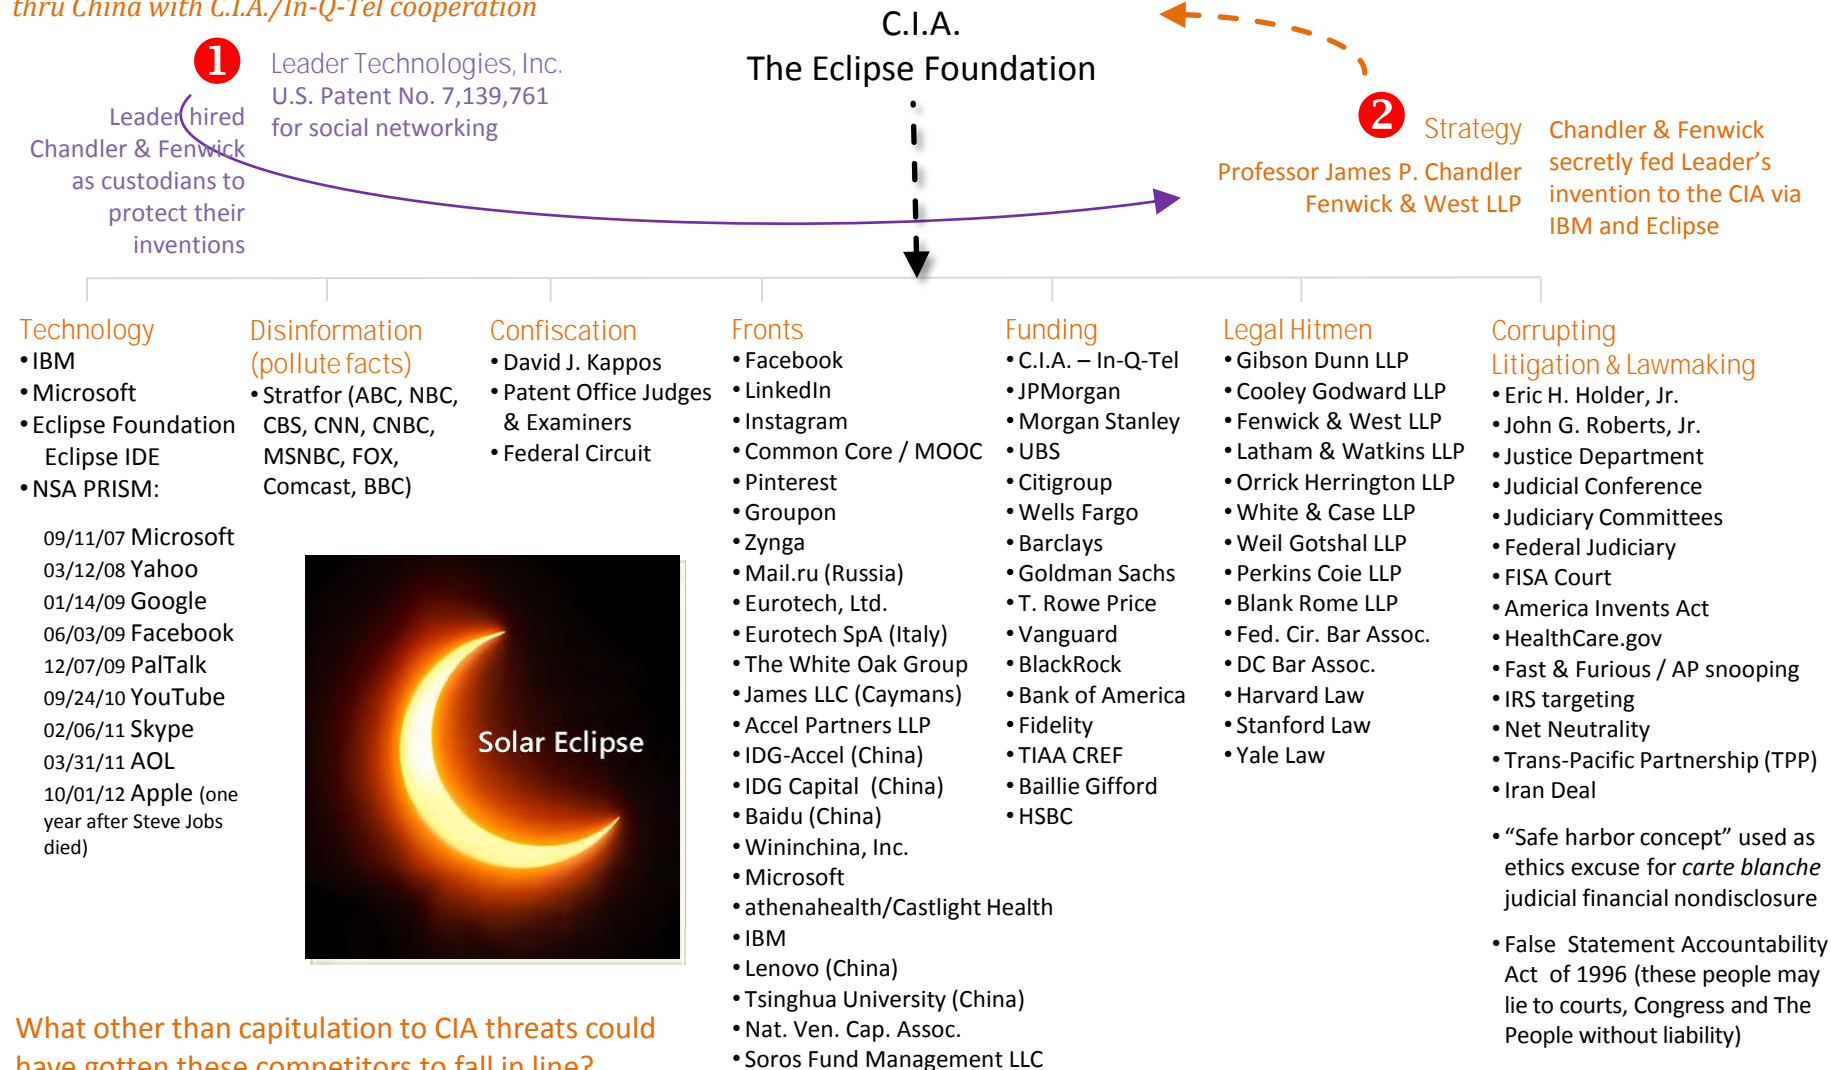 thru China with C.I.A./In-Q-Tel cooperation
C.I.A.
The Eclipse Foundation
1
Leader Technologies, Inc.
U.S. Patent No. 7,139,761
for social networking
Leader hired
Chandler & Fenwick
as custodians to
protect their
inventions
2
Strategy
Professor James P. Chandler
Fenwick & West LLP
Chandler & Fenwick
secretly fed Leader’s
invention to the CIA via
IBM and Eclipse
Technology
• IBM
• Microsoft
• Eclipse Foundation
Eclipse IDE
• NSA PRISM:
09/11/07 Microsoft
03/12/08 Yahoo
01/14/09 Google
06/03/09 Facebook
12/07/09 PalTalk
09/24/10 YouTube
02/06/11 Skype
03/31/11 AOL
10/01/12 Apple (one
year after Steve Jobs
died)
Disinformation
(pollute facts)
• Stratfor (ABC, NBC,
CBS, CNN, CNBC,
MSNBC, FOX,
Comcast, BBC)
Confiscation
• David J. Kappos
• Patent Office Judges
& Examiners
• Federal Circuit
Solar Eclipse
Fronts
• Facebook
• LinkedIn
• Instagram
• Common Core / MOOC
• Pinterest
• Groupon
• Zynga
• Mail.ru (Russia)
• Eurotech, Ltd.
• Eurotech SpA (Italy)
• The White Oak Group
• James LLC (Caymans)
• Accel Partners LLP
• IDG-Accel (China)
• IDG Capital (China)
• Baidu (China)
• Wininchina, Inc.
• Microsoft
• athenahealth/Castlight Health
• IBM
• Lenovo (China)
• Tsinghua University (China)
• Nat. Ven. Cap. Assoc.
• Soros Fund Management LLC
Funding
• C.I.A. – In-Q-Tel
• JPMorgan
• Morgan Stanley
• UBS
• Citigroup
• Wells Fargo
• Barclays
• Goldman Sachs
• T. Rowe Price
• Vanguard
• BlackRock
• Bank of America
• Fidelity
• TIAA CREF
• Baillie Gifford
• HSBC
Legal Hitmen
• Gibson Dunn LLP
• Cooley Godward LLP
• Fenwick & West LLP
• Latham & Watkins LLP
• Orrick Herrington LLP
• White & Case LLP
• Weil Gotshal LLP
• Perkins Coie LLP
• Blank Rome LLP
• Fed. Cir. Bar Assoc.
• DC Bar Assoc.
• Harvard Law
• Stanford Law
• Yale Law
Corrupting
Litigation & Lawmaking
• Eric H. Holder, Jr.
• John G. Roberts, Jr.
• Justice Department
• Judicial Conference
• Judiciary Committees
• Federal Judiciary
• FISA Court
• America Invents Act
• HealthCare.gov
• Fast & Furious / AP snooping
• IRS targeting
• Net Neutrality
• Trans-Pacific Partnership (TPP)
• Iran Deal
• “Safe harbor concept” used as
ethics excuse for carte blanche
judicial financial nondisclosure
• False Statement Accountability
Act of 1996 (these people may
lie to courts, Congress and The
People without liability)
What other than capitulation to CIA threats could
have gotten these competitors to fall in line?